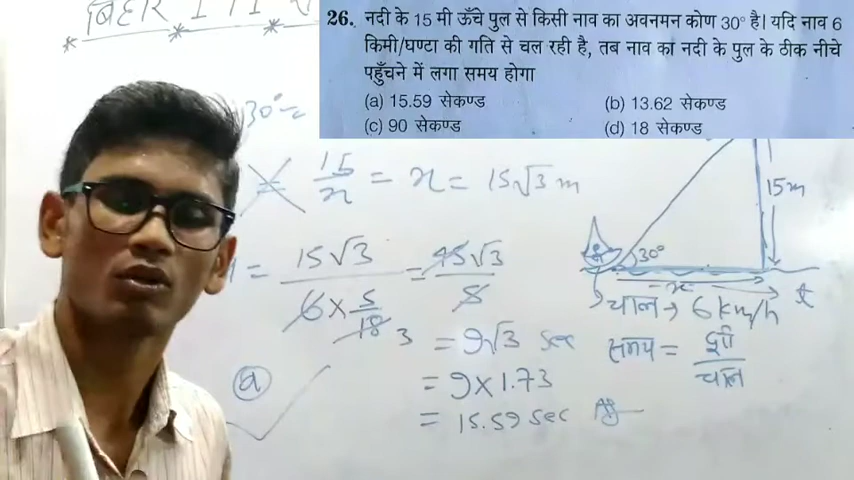 बिहार ITI
26. नदी के 15 मी ऊँचे पुल से किसी नाव का अवनमन कोण 30° है। यदि नाव 6
किमी/घण्टा की गति से चल रही है, तब नाव का नदी के पुल के ठीक नीचे
पहुँचने में लगा समय होगा
(a) 15.59 सेकण्ड (b) 13.62 सेकण्ड
(c) 90 सेकण्ड (d) 18 सेकण्ड
30° =
= 15/x = x = 15√3 m
15m
30°
x
= 15√3 / 6 × 5/18 3 = 45√3 / 5
चाल → 6 km/h
= 9√3 sec
समय = दूरी / चाल
(a)
= 9 × 1.73
= 15.59 sec